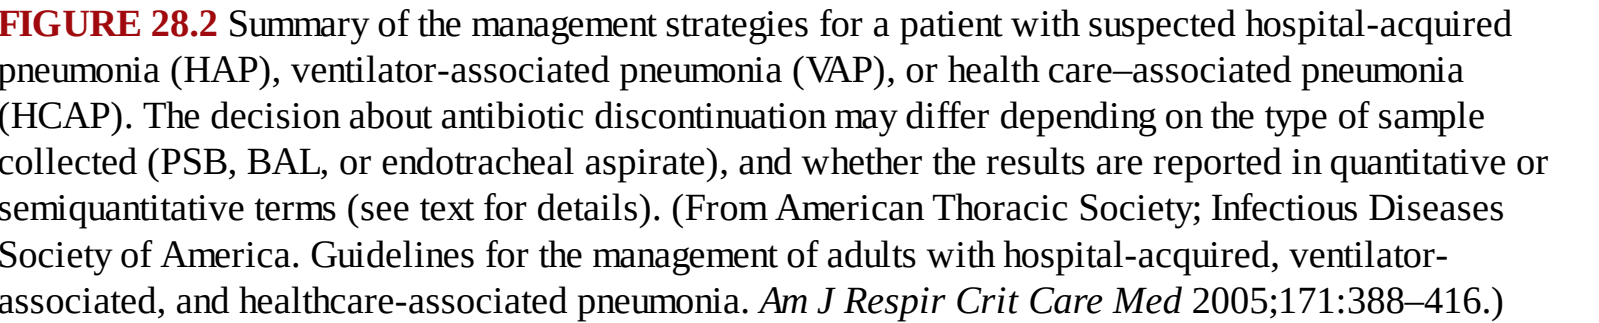 FIGURE 28.2 Summary of the management strategies for a patient with suspected hospital-acquired
pneumonia (HAP), ventilator-associated pneumonia (VAP), or health care–associated pneumonia
(HCAP). The decision about antibiotic discontinuation may differ depending on the type of sample
collected (PSB, BAL, or endotracheal aspirate), and whether the results are reported in quantitative or
semiquantitative terms (see text for details). (From American Thoracic Society; Infectious Diseases
Society of America. Guidelines for the management of adults with hospital-acquired, ventilator-
associated, and healthcare-associated pneumonia. Am J Respir Crit Care Med 2005;171:388–416.)